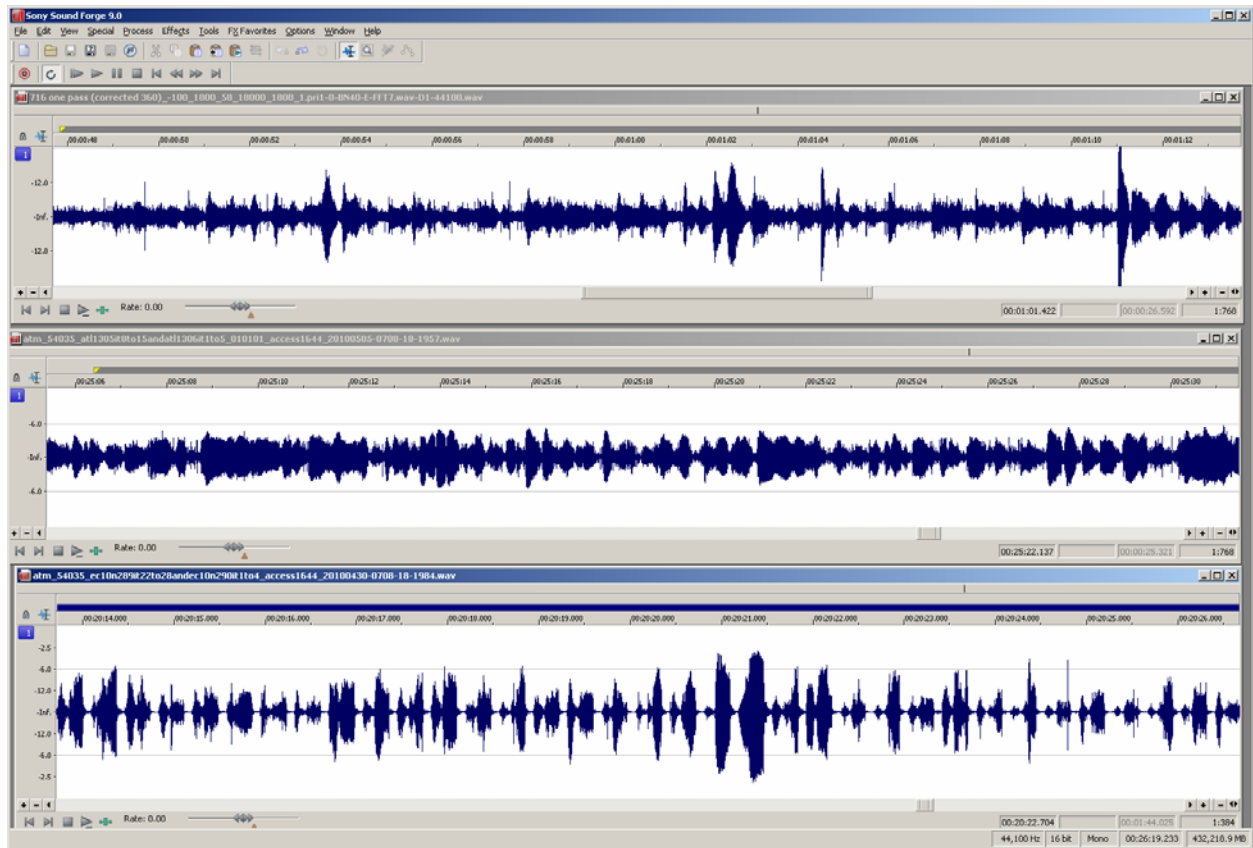 Sony Sound Forge 9.0
File Edit View Special Process Effects Tools FX Favorites Options Window Help
716 one pass (corrected 360)_-100_1800_50_18000_1800_1.pri1-0-BN40-E-FFT7.wav-D1-44100.wav
,00:00:48 ,00:00:50 ,00:00:52 ,00:00:54 ,00:00:56 ,00:00:58 ,00:01:00 ,00:01:02 ,00:01:04 ,00:01:06 ,00:01:08 ,00:01:10 ,00:01:12
1
-12.0
-Inf.
-12.0
Rate: 0.00
00:01:01.422 00:00:26.592 1:768
atm_54035_atl1305it8to15andatl1306it1to5_010101_access1644_20100505-0708-18-1957.wav
,00:25:06 ,00:25:08 ,00:25:10 ,00:25:12 ,00:25:14 ,00:25:16 ,00:25:18 ,00:25:20 ,00:25:22 ,00:25:24 ,00:25:26 ,00:25:28 ,00:25:30
1
-6.0
-Inf.
-6.0
Rate: 0.00
00:25:22.137 00:00:25.321 1:768
atm_54035_ec10n289it22to28andec10n290it1to4_access1644_20100430-0708-18-1984.wav
,00:20:14.000 ,00:20:15.000 ,00:20:16.000 ,00:20:17.000 ,00:20:18.000 ,00:20:19.000 ,00:20:20.000 ,00:20:21.000 ,00:20:22.000 ,00:20:23.000 ,00:20:24.000 ,00:20:25.000 ,00:20:26.000
1
-2.5
-6.0
-12.0
-Inf.
-12.0
-6.0
-2.5
Rate: 0.00
00:20:22.704 00:01:44.025 1:384
44,100 Hz 16 bit Mono 00:26:19.233 432,218.9 MB